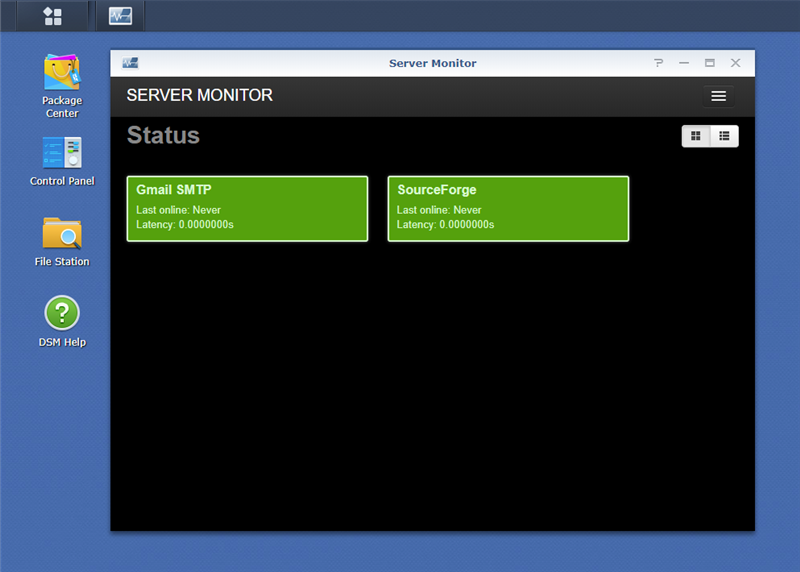 Server Monitor
SERVER MONITOR
Status
Gmail SMTP
Last online: Never
Latency: 0.0000000s
SourceForge
Last online: Never
Latency: 0.0000000s
Package
Center
Control Panel
File Station
DSM Help